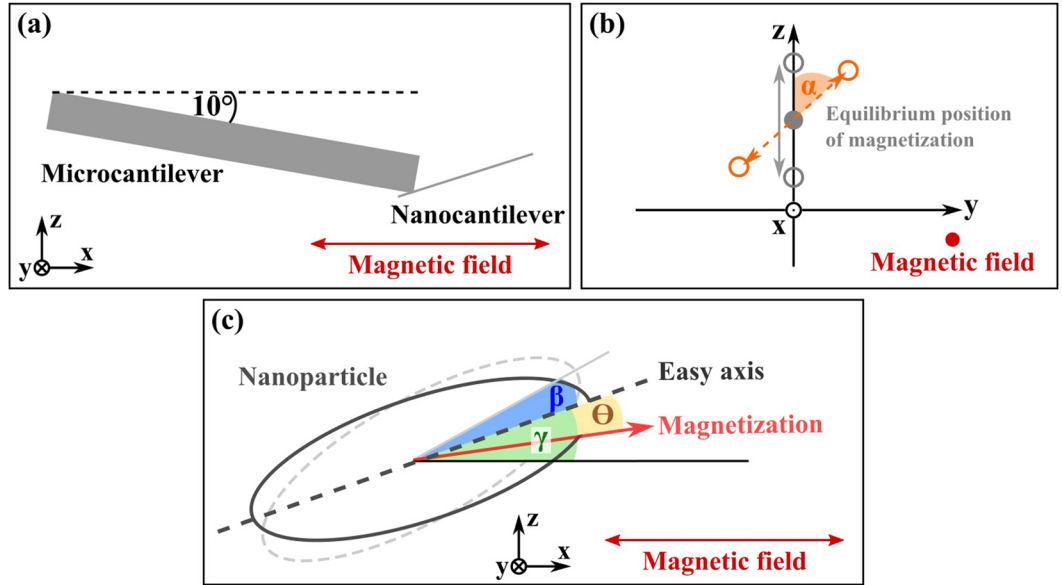 (a)
10°
Microcantilever
Nanocantilever
z
y
x
Magnetic field
(b)
z
α
Equilibrium position
of magnetization
x
y
Magnetic field
(c)
Nanoparticle
β
Easy axis
ϴ
γ
Magnetization
z
y
x
Magnetic field